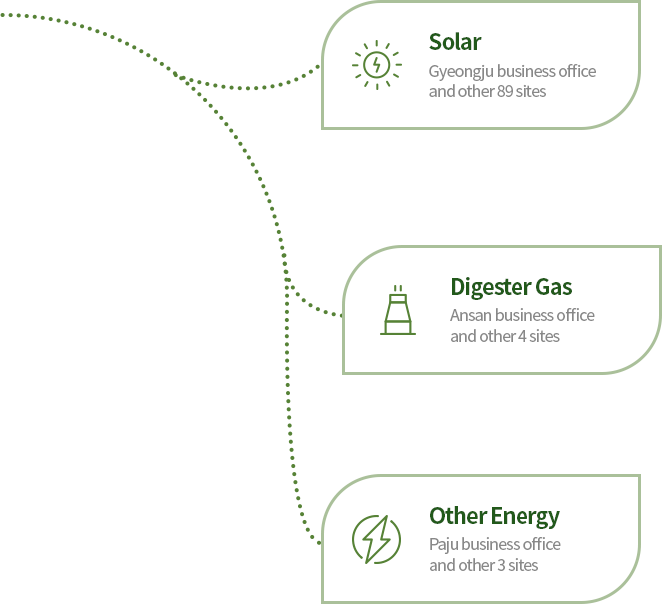 Solar
Gyeongju business office
and other 89 sites
Digester Gas
Ansan business office
and other 4 sites
Other Energy
Paju business office
and other 3 sites